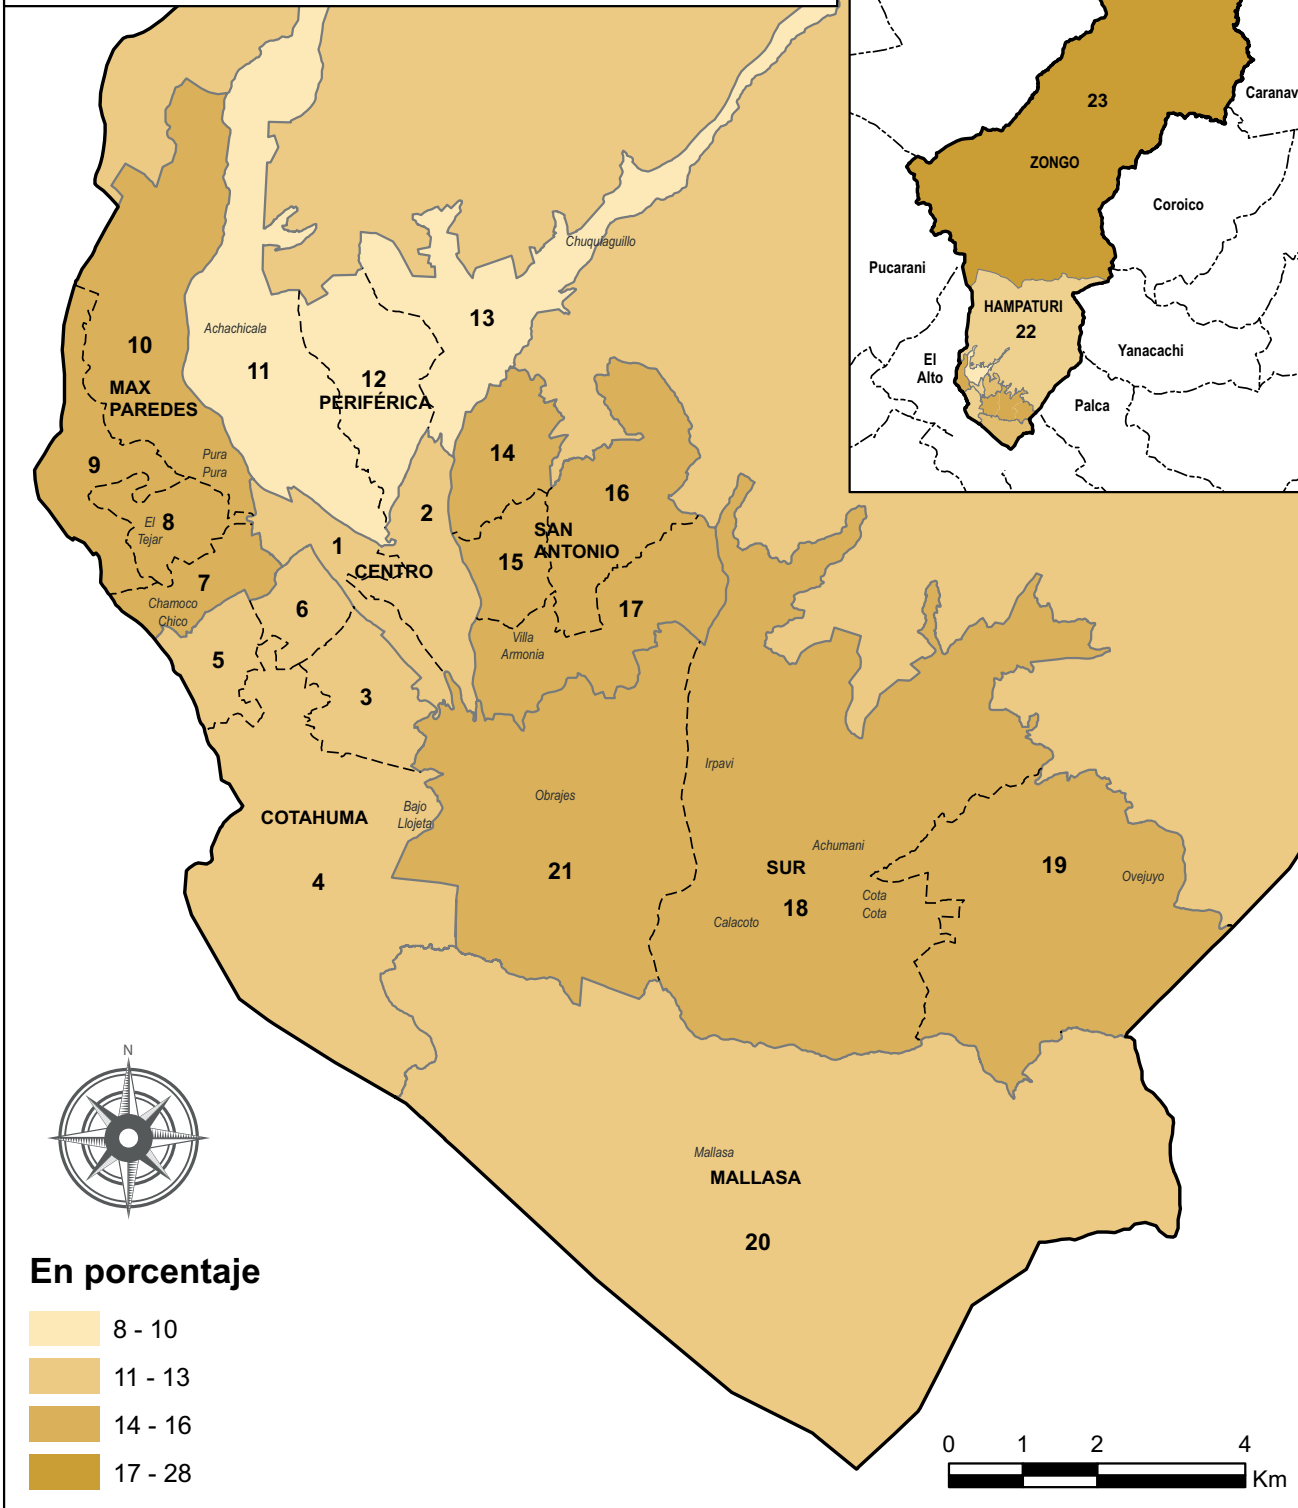 23
Caranav
ZONGO
Coroico
Chuquiaguillo
Pucarani
HAMPATURI
22
13
Achachicala
10
El
Alto
Yanacachi
11
12
MAX
PAREDES
PERIFÉRICA
Palca
Pura
Pura
14
9
16
2
El
Tejar
8
SAN
ANTONIO
1
15
CENTRO
7
Chamoco
Chico
6
17
Villa
Armonia
5
3
Irpavi
Obrajes
COTAHUMA
Bajo
Llojeta
Achumani
SUR
19
21
Ovejuyo
4
Cota
Cota
18
Calacoto
N
Mallasa
MALLASA
20
En porcentaje
8 - 10
11 - 13
14 - 16
17 - 28
0 1 2 4
Km